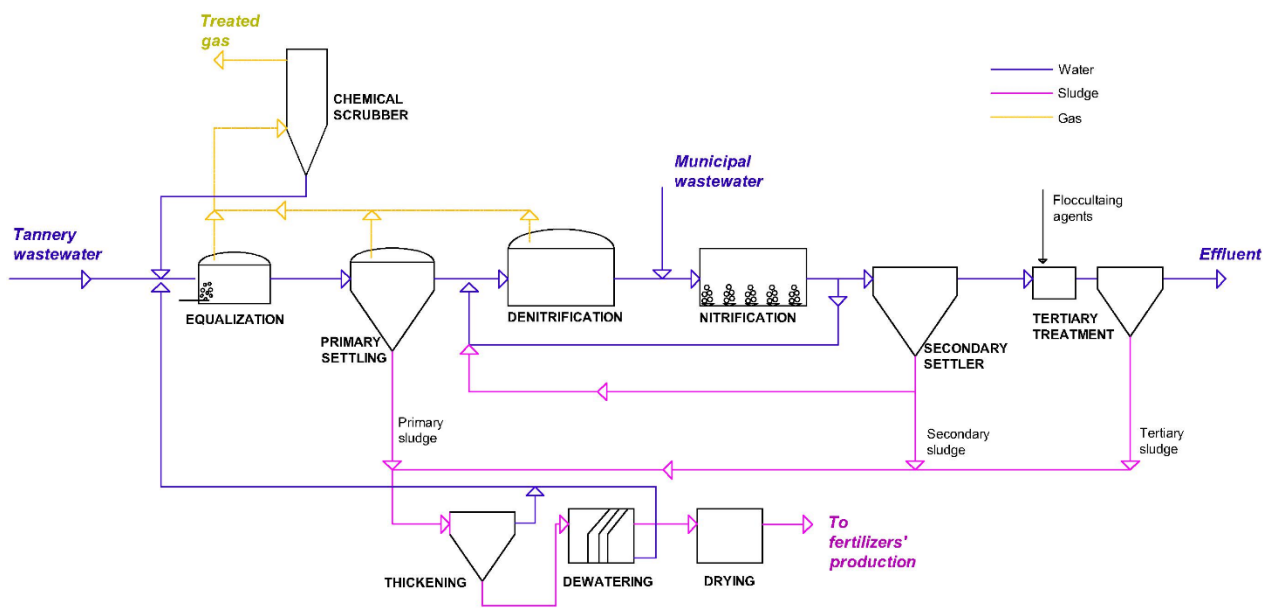 Treated
gas
CHEMICAL
SCRUBBER
Water
Sludge
Gas
Municipal
wastewater
Floccultaing
agents
Tannery
wastewater
Effluent
EQUALIZATION
PRIMARY
SETTLING
DENITRIFICATION
NITRIFICATION
SECONDARY
SETTLER
TERTIARY
TREATMENT
Primary
sludge
Secondary
sludge
Tertiary
sludge
THICKENING
DEWATERING
DRYING
To
fertilizers'
production